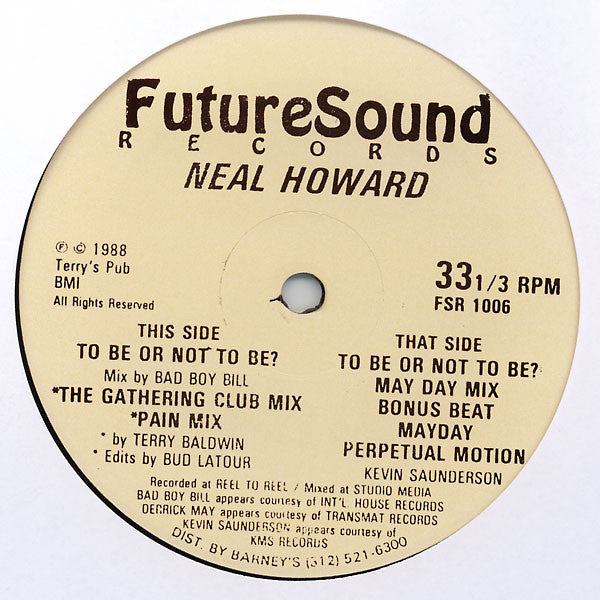 FutureSound
RECORDS
NEAL HOWARD
℗ © 1988
Terry's Pub
BMI
All Rights Reserved
33 1/3 RPM
FSR 1006
THIS SIDE
TO BE OR NOT TO BE?
Mix by BAD BOY BILL
*THE GATHERING CLUB MIX
*PAIN MIX
* by TERRY BALDWIN
* Edits by BUD LATOUR
THAT SIDE
TO BE OR NOT TO BE?
MAY DAY MIX
BONUS BEAT
MAYDAY
PERPETUAL MOTION
KEVIN SAUNDERSON
Recorded at REEL TO REEL / Mixed at STUDIO MEDIA
BAD BOY BILL appears courtesy of INT'L. HOUSE RECORDS
DERRICK MAY appears courtesy of TRANSMAT RECORDS
KEVIN SAUNDERSON appears courtesy of
KMS RECORDS
DIST. BY BARNEY'S (312) 521-6300